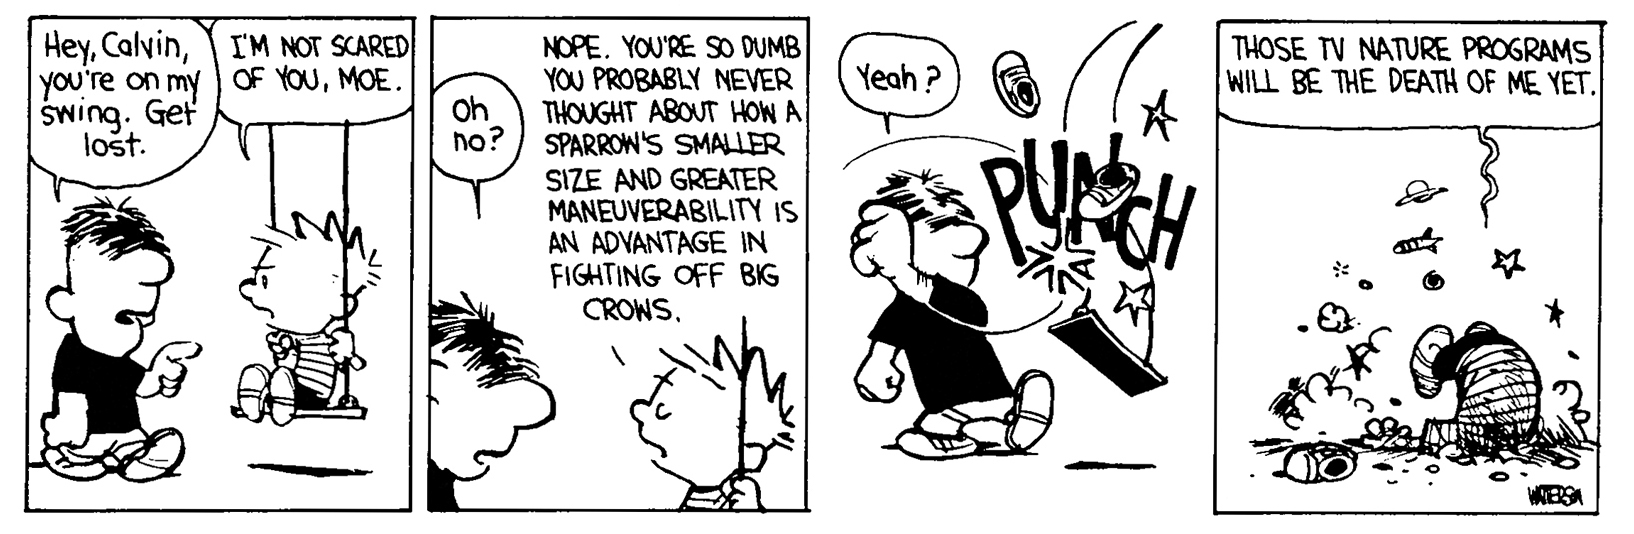 Hey, Calvin,
you're on my
swing. Get
lost.
I'M NOT SCARED
OF YOU, MOE.
Oh
no?
NOPE. YOU'RE SO DUMB
YOU PROBABLY NEVER
THOUGHT ABOUT HOW A
SPARROW'S SMALLER
SIZE AND GREATER
MANEUVERABILITY IS
AN ADVANTAGE IN
FIGHTING OFF BIG
CROWS.
Yeah?
PUNCH
THOSE TV NATURE PROGRAMS
WILL BE THE DEATH OF ME YET.
WATTERSON